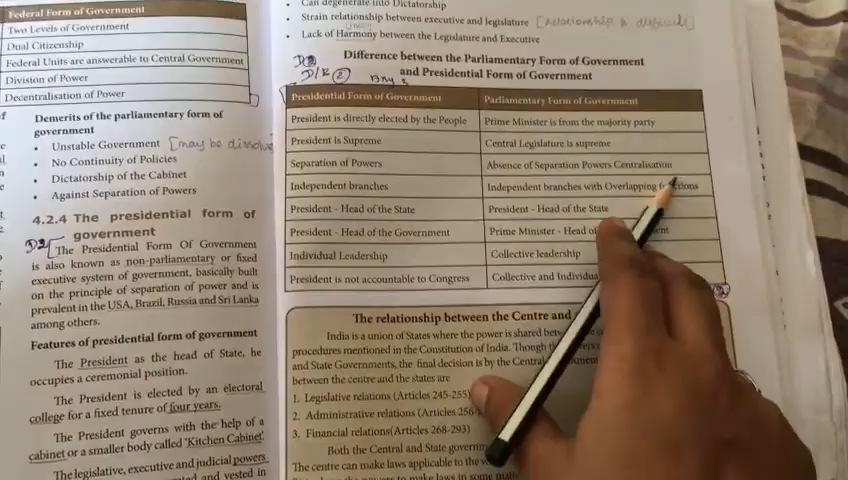 Federal Form of Government
Two Levels of Government
Dual Citizenship
Federal Units are answerable to Central Government
Division of Power
Decentralisation of Power
Demerits of the parliamentary form of
government
• Unstable Government [may be dissolve
• No Continuity of Policies
• Dictatorship of the Cabinet
• Against Separation of Powers
4.2.4 The presidential form of
government
The Presidential Form Of Government
is also known as non-parliamentary or fixed
executive system of government, basically built
on the principle of separation of power and is
prevalent in the USA, Brazil, Russia and Sri Lanka
among others.
Features of presidential form of government
The President as the head of State, he
occupies a ceremonial position.
The President is elected by an electoral
college for a fixed tenure of four years.
The President governs with the help of a
cabinet or a smaller body called 'Kitchen Cabinet'.
The legislative, executive and judicial powers
and vested in
• Can degenerate into Dictatorship
• Strain relationship between executive and legislature [relationship is difficult]
• Lack of Harmony between the Legislature and Executive
Difference between the Parliamentary Form of Government
and Presidential Form of Government
D/R ②
Presidential Form of Government Parliamentary Form of Government
President is directly elected by the People Prime Minister is from the majority party
President is Supreme Central Legislature is supreme
Separation of Powers Absence of Separation Powers Centralisation
Independent branches Independent branches with Overlapping
President - Head of the State President - Head of the State
President - Head of the Government Prime Minister - Head of
Individual Leadership Collective leadership
President is not accountable to Congress Collective and
The relationship between the Centre and
India is a union of States where the power is shared
procedures mentioned in the Constitution of India. Though
and State Governments, the final decision is by the Central
between the centre and the states are
1. Legislative relations (Articles 245-255)
2. Administrative relations (Articles
3. Financial relations(Articles 268-293)
Both the Central and State
The centre can make laws applicable to the
to make laws in some